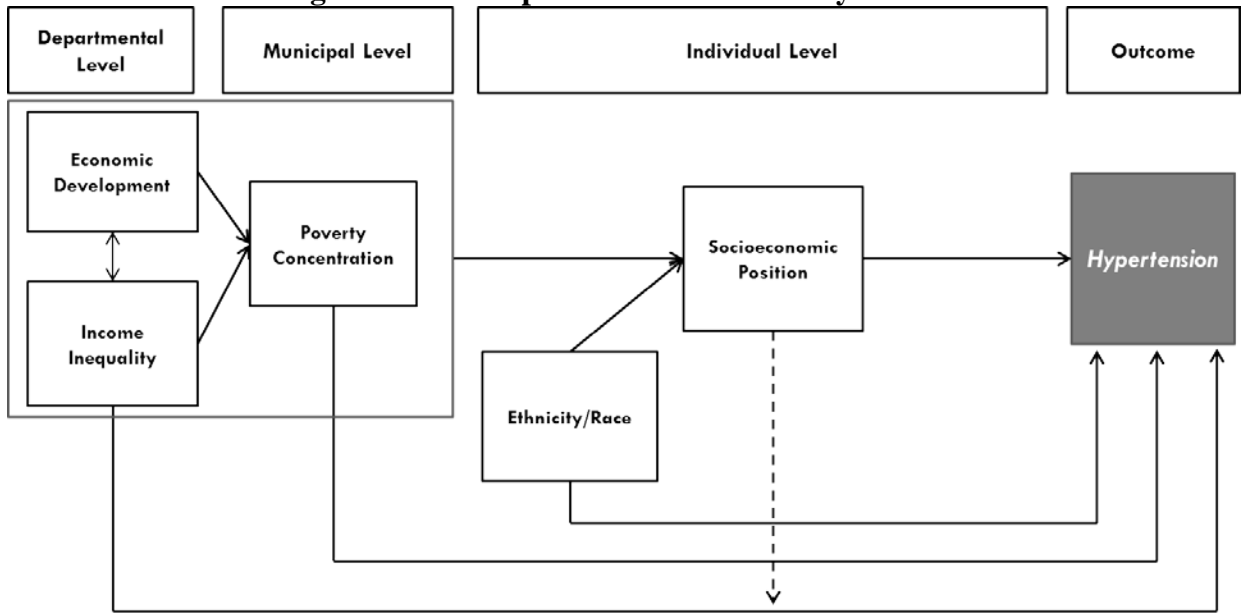 Departmental
Level
Municipal Level
Individual Level
Outcome
Economic
Development
Poverty
Concentration
Socioeconomic
Position
Hypertension
Income
Inequality
Ethnicity/Race